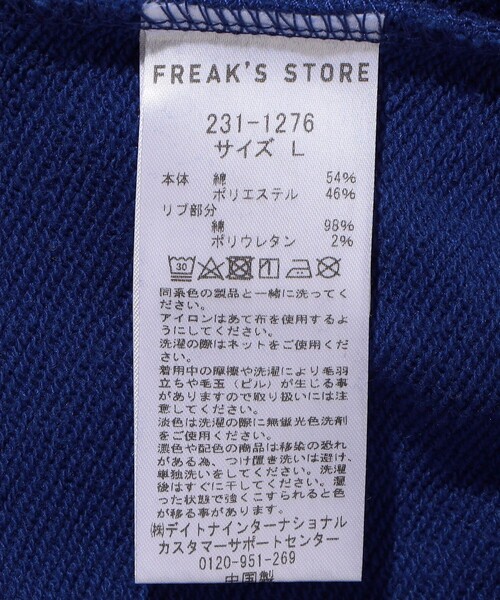 FREAK'S STORE
231-1276
サイズ L
本体 綿 54%
ポリエステル 46%
リブ部分
綿 98%
ポリウレタン 2%
30
同系色の製品と一緒に洗ってく
ださい。
アイロンはあて布を使用するよ
うにしてください。
洗濯の際はネットをご使用くだ
さい。
着用中の摩擦や洗濯により毛羽
立ちや毛玉（ピル）が生じる事
がありますので取り扱いには注
意してください。
淡色は洗濯の際に無蛍光色洗剤
をご使用ください。
濃色や配色の商品は移染の恐れ
がある為、つけ置き洗いは避け、
単独洗いをしてください。洗濯
後はすぐに干してください。湿
った状態で強くこすられると色
が移る事があります。
㈱デイトナインターナショナル
カスタマーサポートセンター
0120-951-269
中国製